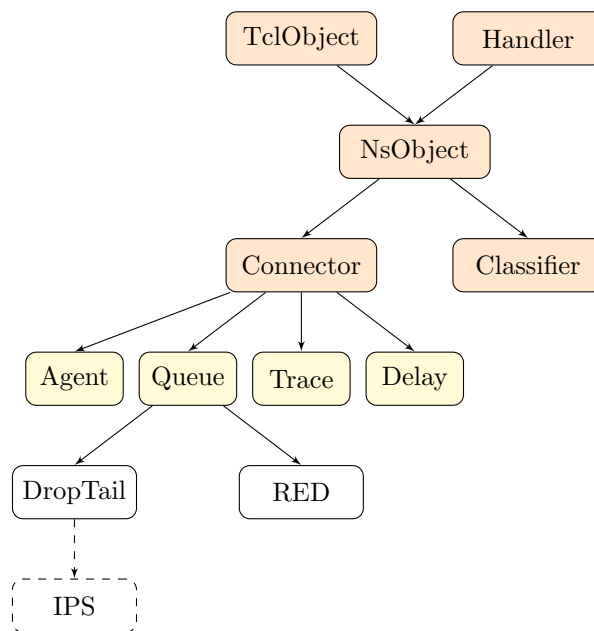 TclObject
Handler
NsObject
Connector
Classifier
Agent
Queue
Trace
Delay
DropTail
RED
IPS